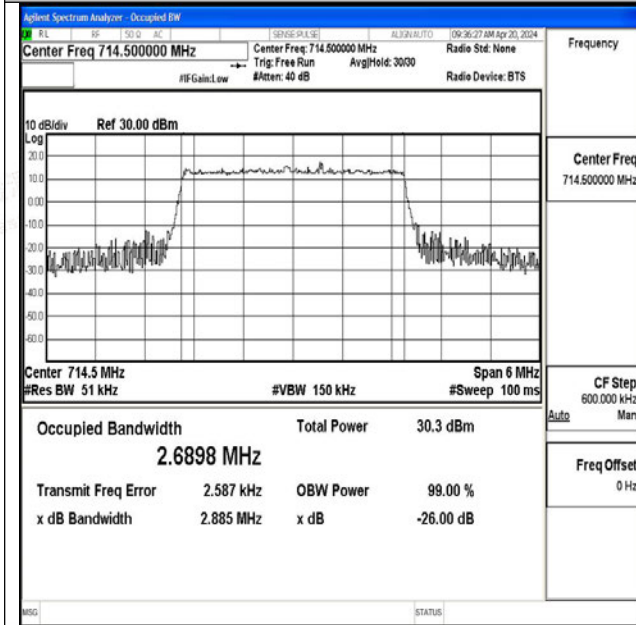 Agilent Spectrum Analyzer - Occupied BW
RL RF 50 Ω AC SENSE:PULSE ALIGN AUTO 09:36:27 AM Apr 20, 2024
Center Freq 714.500000 MHz
Center Freq: 714.500000 MHz
Radio Std: None
Trig: Free Run Avg|Hold: 30/30
#IFGain:Low #Atten: 40 dB Radio Device: BTS
10 dB/div Ref 30.00 dBm
Log
20.0
10.0
0.00
-10.0
-20.0
-30.0
-40.0
-50.0
-60.0
Center 714.5 MHz Span 6 MHz
#Res BW 51 kHz #VBW 150 kHz #Sweep 100 ms
Occupied Bandwidth Total Power 30.3 dBm
2.6898 MHz
Transmit Freq Error 2.587 kHz OBW Power 99.00 %
x dB Bandwidth 2.885 MHz x dB -26.00 dB
MSG STATUS
Frequency
Center Freq
714.500000 MHz
CF Step
600.000 kHz
Auto Man
Freq Offset
0 Hz